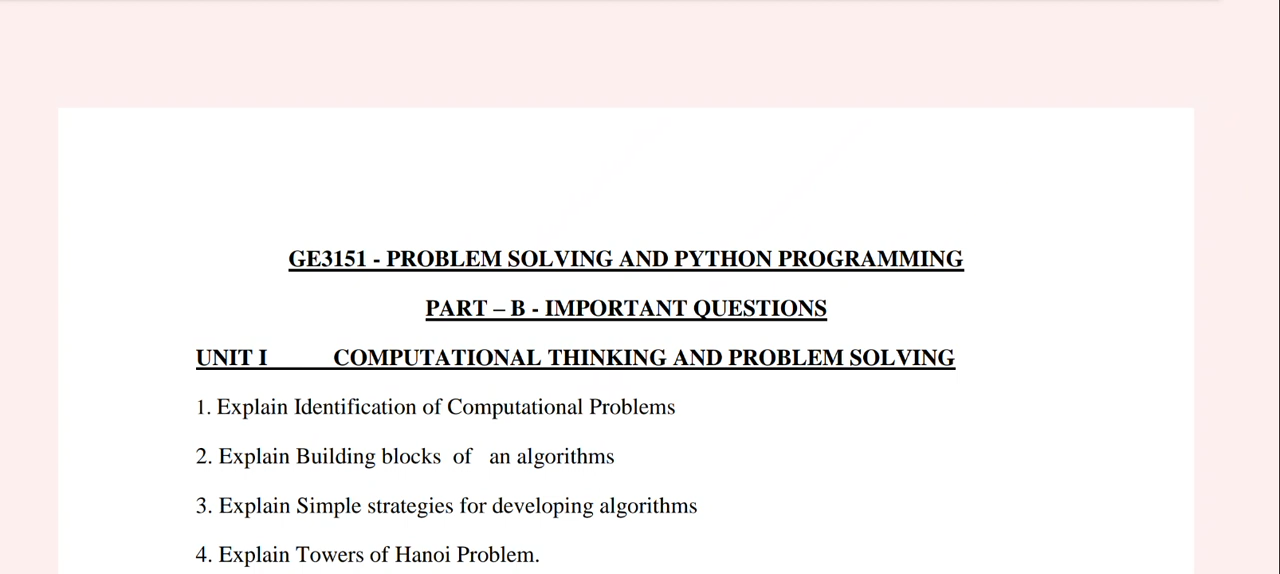 GE3151 - PROBLEM SOLVING AND PYTHON PROGRAMMING
PART – B - IMPORTANT QUESTIONS
UNIT I COMPUTATIONAL THINKING AND PROBLEM SOLVING
1. Explain Identification of Computational Problems
2. Explain Building blocks of an algorithms
3. Explain Simple strategies for developing algorithms
4. Explain Towers of Hanoi Problem.